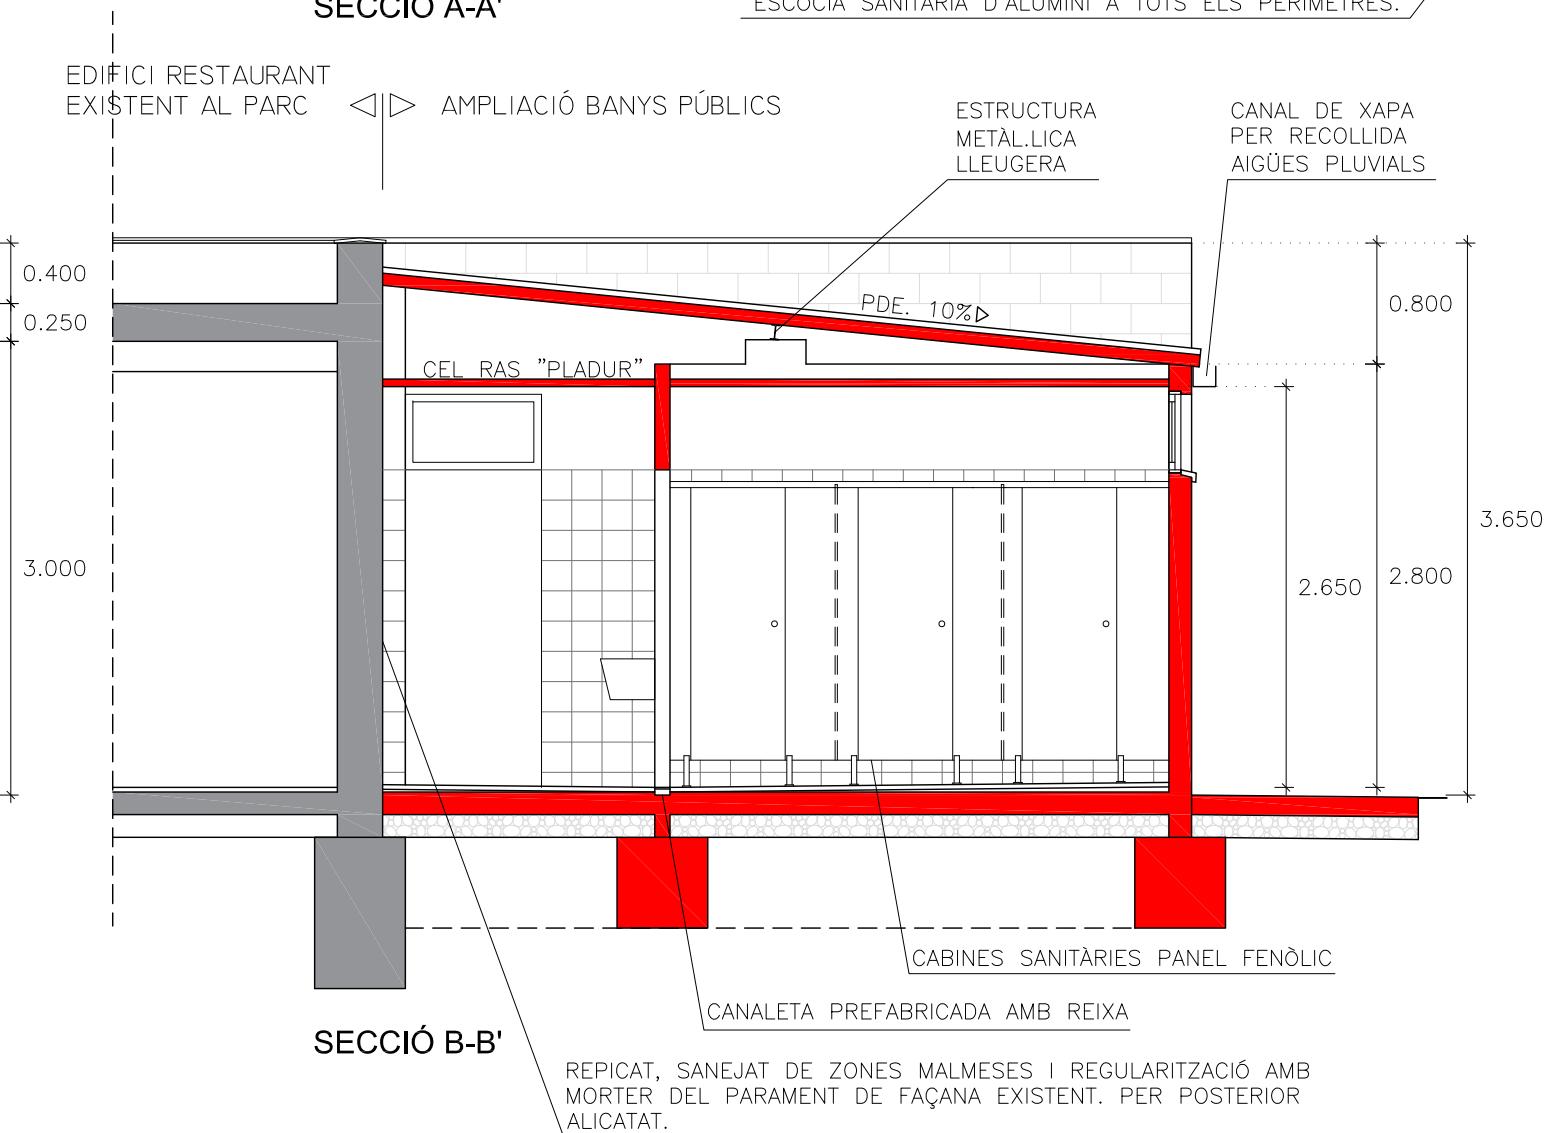 SECCIÓ A-A'
ESCOCIA SANITARIA D'ALUMINI A TOTS ELS PERIMETRES.
EDIFICI RESTAURANT
EXISTENT AL PARC
AMPLIACIÓ BANYS PÚBLICS
ESTRUCTURA
METÀL.LICA
LLEUGERA
CANAL DE XAPA
PER RECOLLIDA
AIGÜES PLUVIALS
0.400
0.250
3.000
PDE. 10%
CEL RAS "PLADUR"
0.800
3.650
2.800
2.650
CABINES SANITÀRIES PANEL FENÒLIC
CANALETA PREFABRICADA AMB REIXA
SECCIÓ B-B'
REPICAT, SANEJAT DE ZONES MALMESES I REGULARITZACIÓ AMB
MORTER DEL PARAMENT DE FAÇANA EXISTENT. PER POSTERIOR
ALICATAT.